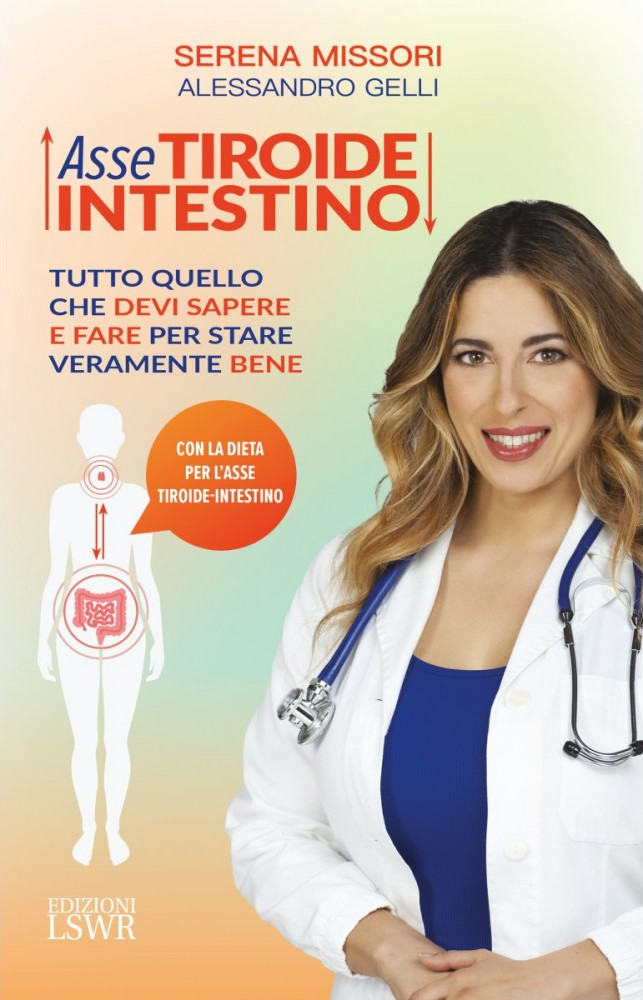 SERENA MISSORI
ALESSANDRO GELLI
Asse TIROIDE
INTESTINO
TUTTO QUELLO
CHE DEVI SAPERE
E FARE PER STARE
VERAMENTE BENE
CON LA DIETA
PER L'ASSE
TIROIDE-INTESTINO
EDIZIONI
LSWR